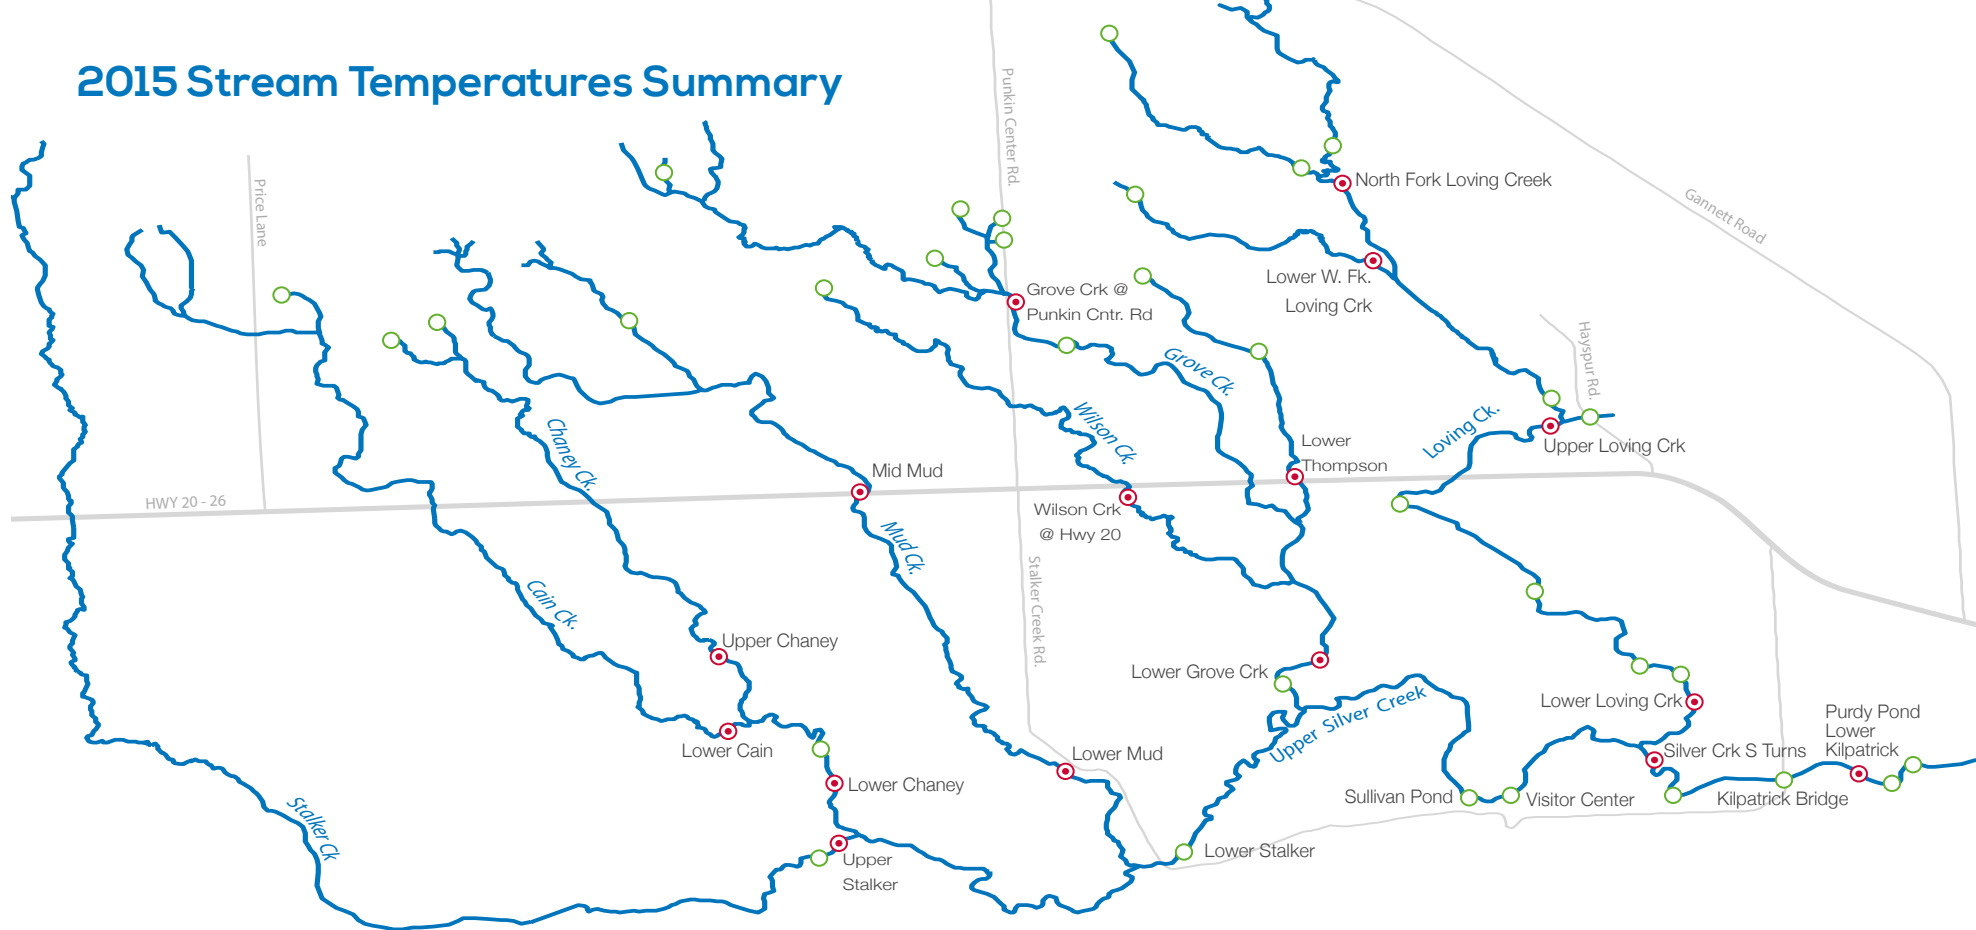 2015 Stream Temperatures Summary
Punkin Center Rd.
Price Lane
North Fork Loving Creek
Gannett Road
Lower W. Fk.
Loving Crk
Grove Crk @
Punkin Cntr. Rd
Hayspur Rd.
Grove Ck.
Wilson Ck.
Chaney Ck.
Loving Ck.
Lower
Thompson
Upper Loving Crk
Mid Mud
HWY 20 - 26
Wilson Crk
@ Hwy 20
Mud Ck.
Stalker Creek Rd.
Cain Ck.
Upper Chaney
Lower Grove Crk
Upper Silver Creek
Lower Loving Crk
Purdy Pond
Lower
Kilpatrick
Lower Cain
Lower Mud
Silver Crk S Turns
Lower Chaney
Sullivan Pond
Visitor Center
Kilpatrick Bridge
Stalker Ck
Lower Stalker
Upper
Stalker